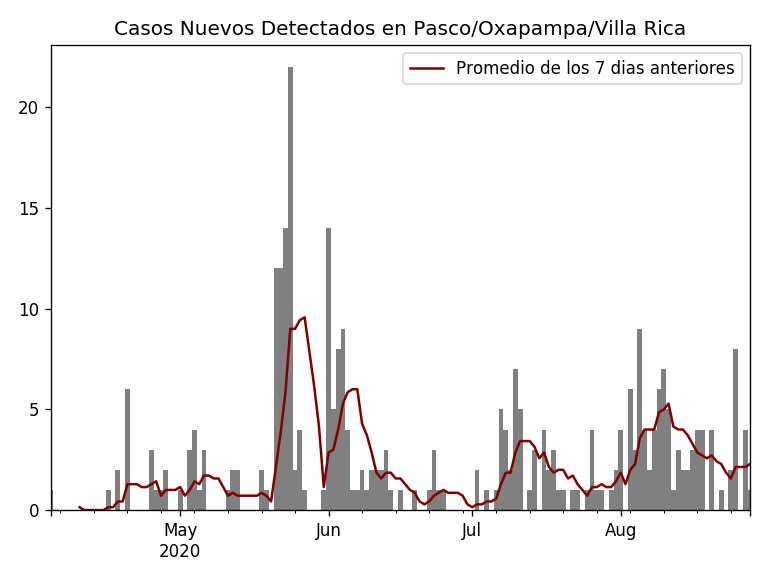 Casos Nuevos Detectados en Pasco/Oxapampa/Villa Rica
Promedio de los 7 dias anteriores
20
15
10
5
0
May
2020
Jun
Jul
Aug